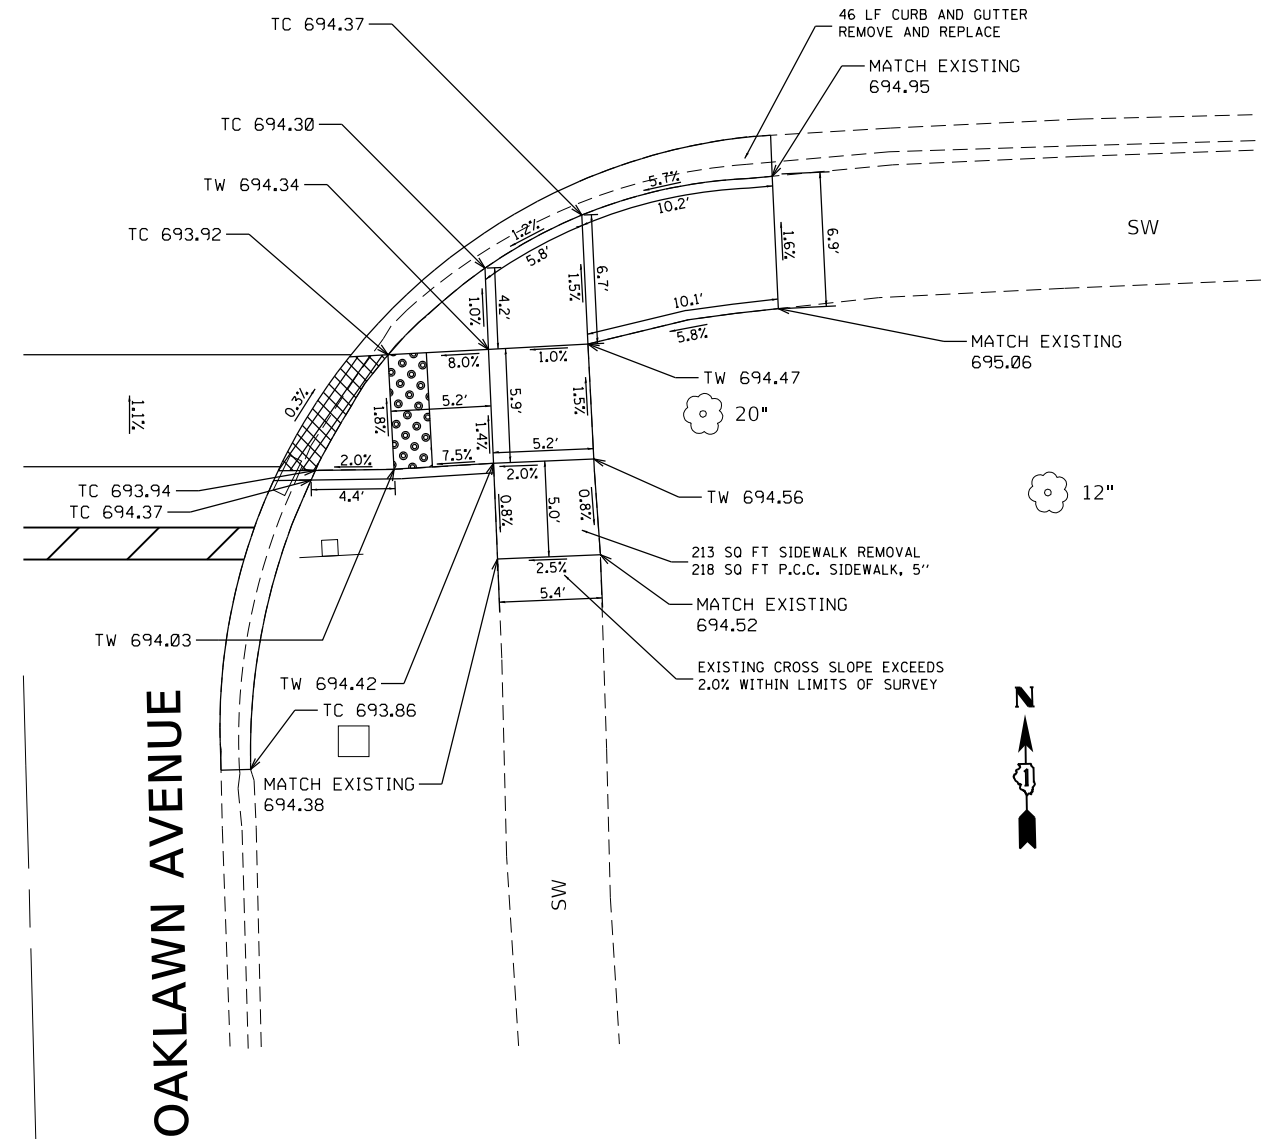 TC 694.37
46 LF CURB AND GUTTER
REMOVE AND REPLACE
MATCH EXISTING
694.95
TC 694.30
TW 694.34
TC 693.92
5.7%
10.2'
1.2%
5.8'
1.0%
4.2'
1.5%
6.7'
1.6%
6.9'
SW
10.1'
5.8%
MATCH EXISTING
695.06
8.0%
1.0%
TW 694.47
0.3%
1.1%
1.8%
5.2'
1.4%
5.9'
1.5%
20"
2.0%
7.5%
5.2'
2.0%
TC 693.94
TC 694.37
4.4'
0.8%
5.0'
0.8%
TW 694.56
12"
213 SQ FT SIDEWALK REMOVAL
218 SQ FT P.C.C. SIDEWALK, 5''
2.5%
5.4'
MATCH EXISTING
694.52
TW 694.03
EXISTING CROSS SLOPE EXCEEDS
2.0% WITHIN LIMITS OF SURVEY
TW 694.42
TC 693.86
MATCH EXISTING
694.38
N
1
SW
OAKLAWN AVENUE